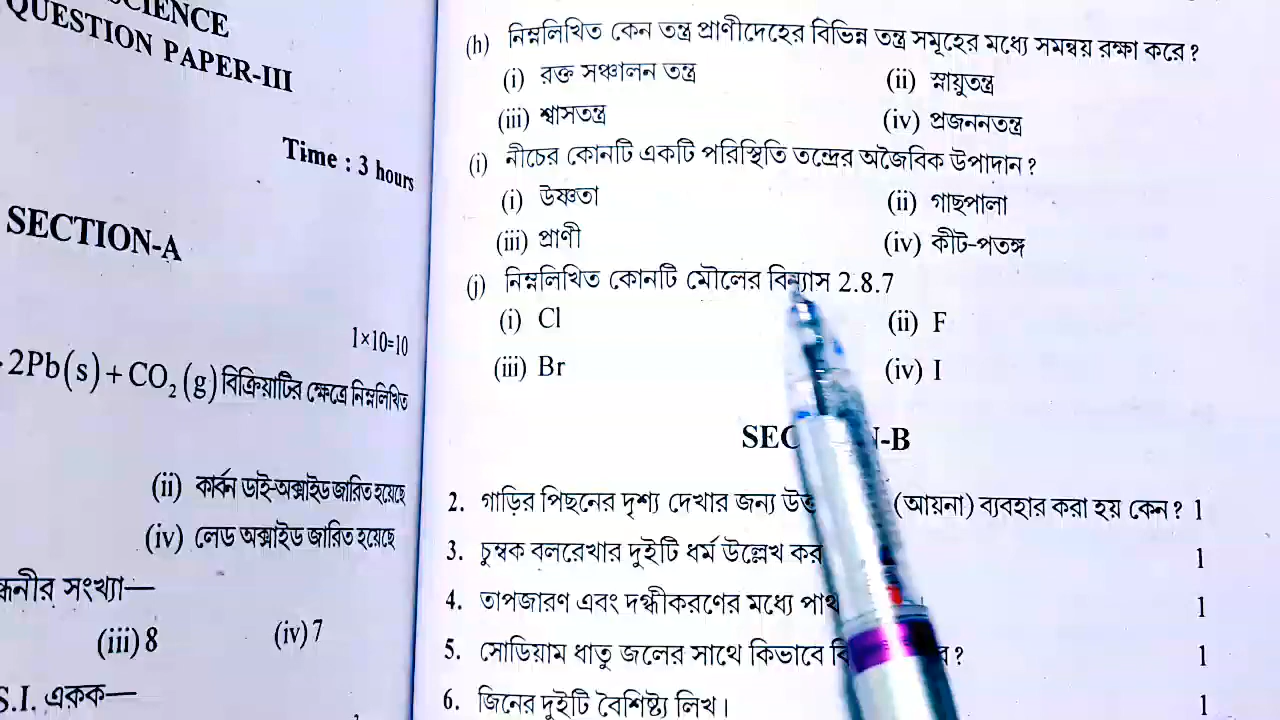 SCIENCE
QUESTION PAPER-III
Time : 3 hours
SECTION-A
1×10=10
2Pb(s)+CO₂(g) বিক্রিয়াটির ক্ষেত্রে নিম্নলিখিত
(ii) কার্বন ডাই-অক্সাইড জারিত হয়েছে
(iv) লেড অক্সাইড জারিত হয়েছে
সংখ্যা—
(iii) 8 (iv) 7
S.I. একক—
(h) নিম্নলিখিত কেন তন্ত্র প্রাণীদেহের বিভিন্ন তন্ত্র সমূহের মধ্যে সমন্বয় রক্ষা করে ?
(i) রক্ত সঞ্চালন তন্ত্র (ii) স্নায়ুতন্ত্র
(iii) শ্বাসতন্ত্র (iv) প্রজননতন্ত্র
(i) নীচের কোনটি একটি পরিস্থিতি তন্দ্রের অজৈবিক উপাদান ?
(i) উষ্ণতা (ii) গাছপালা
(iii) প্রাণী (iv) কীট-পতঙ্গ
(j) নিম্নলিখিত কোনটি মৌলের বিন্যাস 2.8.7
(i) Cl (ii) F
(iii) Br (iv) I
SECTION-B
2. গাড়ির পিছনের দৃশ্য দেখার জন্য (আয়না) ব্যবহার করা হয় কেন ? 1
3. চুম্বক বলরেখার দুইটি ধর্ম উল্লেখ কর 1
4. তাপজারণ এবং দগ্ধীকরণের মধ্যে 1
5. সোডিয়াম ধাতু জলের সাথে কিভাবে ? 1
6. জিনের দুইটি বৈশিষ্ট্য লিখ। 1